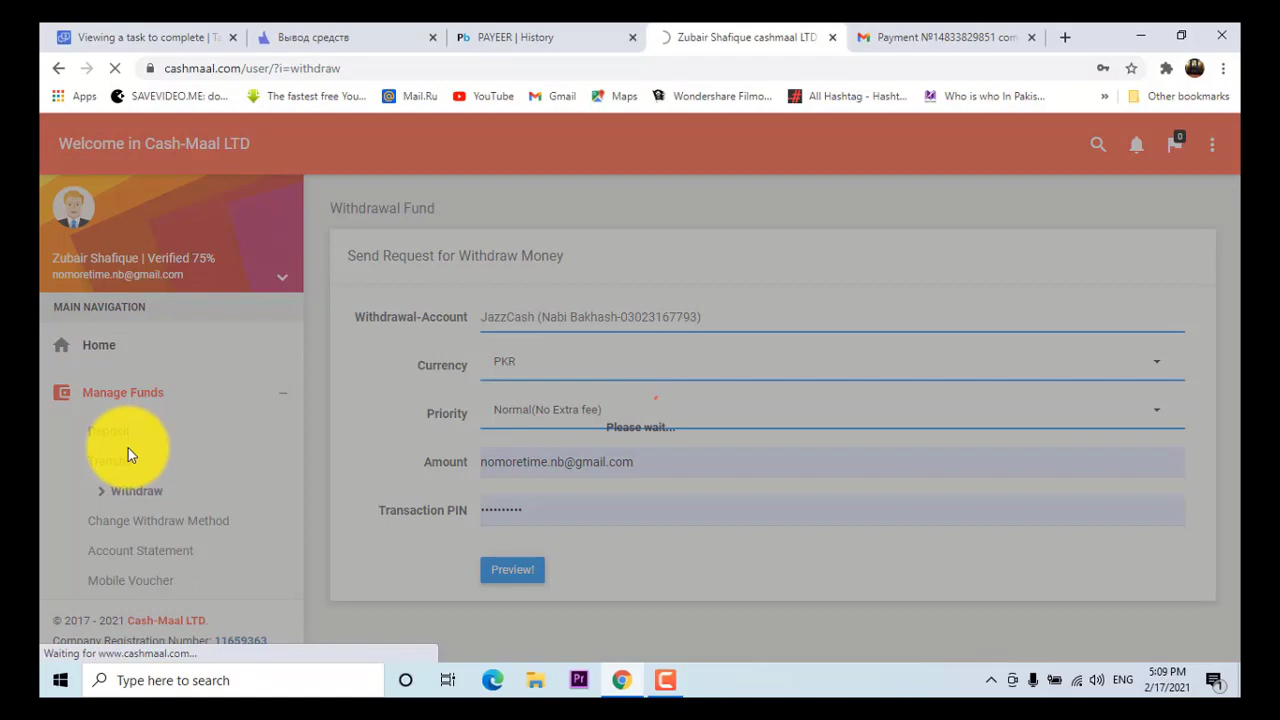 Viewing a task to complete | Ta
Вывод средств
PAYEER | History
Zubair Shafique cashmaal LTD
Payment №14833829851 com
cashmaal.com/user/?i=withdraw
Apps
SAVEVIDEO.ME: do...
The fastest free You...
Mail.Ru
YouTube
Gmail
Maps
Wondershare Filmo...
All Hashtag - Hasht...
Who is who In Pakis...
»
Other bookmarks
Welcome in Cash-Maal LTD
0
Zubair Shafique | Verified 75%
nomoretime.nb@gmail.com
MAIN NAVIGATION
Home
Manage Funds
Deposit
Withdraw
Change Withdraw Method
Account Statement
Mobile Voucher
© 2017 - 2021 Cash-Maal LTD.
Company Registration Number: 11659363
Waiting for www.cashmaal.com...
Withdrawal Fund
Send Request for Withdraw Money
Withdrawal-Account JazzCash (Nabi Bakhash-03023167793)
Currency PKR
Priority Normal(No Extra fee)
Please wait...
Amount nomoretime.nb@gmail.com
Transaction PIN ••••••••••
Preview!
Type here to search
Pr
ENG
5:09 PM
2/17/2021
1